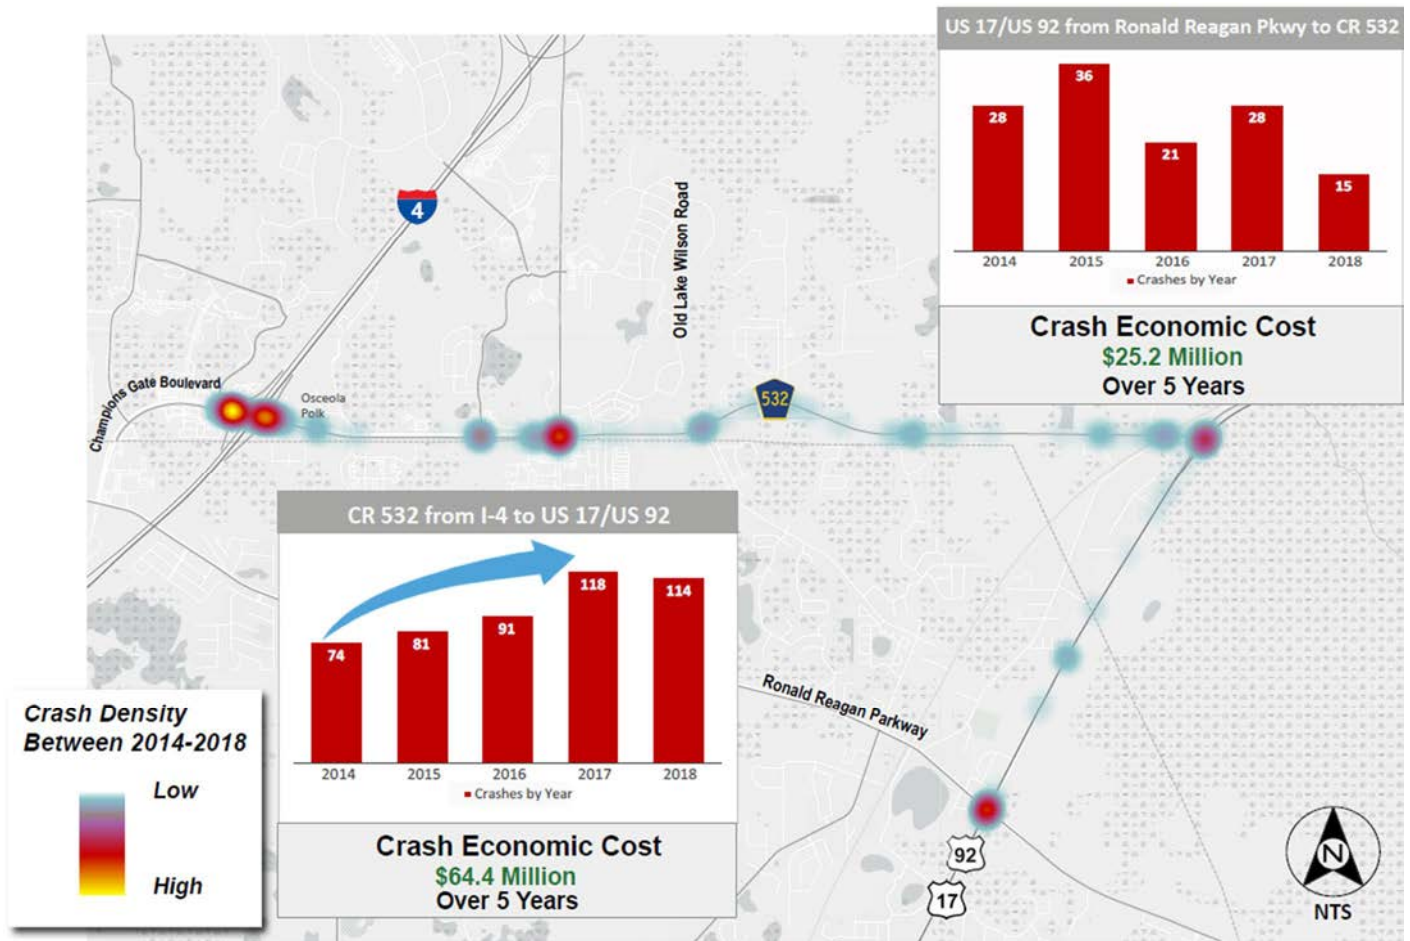 US 17/US 92 from Ronald Reagan Pkwy to CR 532
28
36
21
28
15
2014 2015 2016 2017 2018
Crashes by Year
Crash Economic Cost
$25.2 Million
Over 5 Years
4
Old Lake Wilson Road
Champions Gate Boulevard
Osceola
Polk
532
CR 532 from I-4 to US 17/US 92
74
81
91
118
114
2014 2015 2016 2017 2018
Crashes by Year
Crash Economic Cost
$64.4 Million
Over 5 Years
Ronald Reagan Parkway
92
17
Crash Density
Between 2014-2018
Low
High
N
NTS